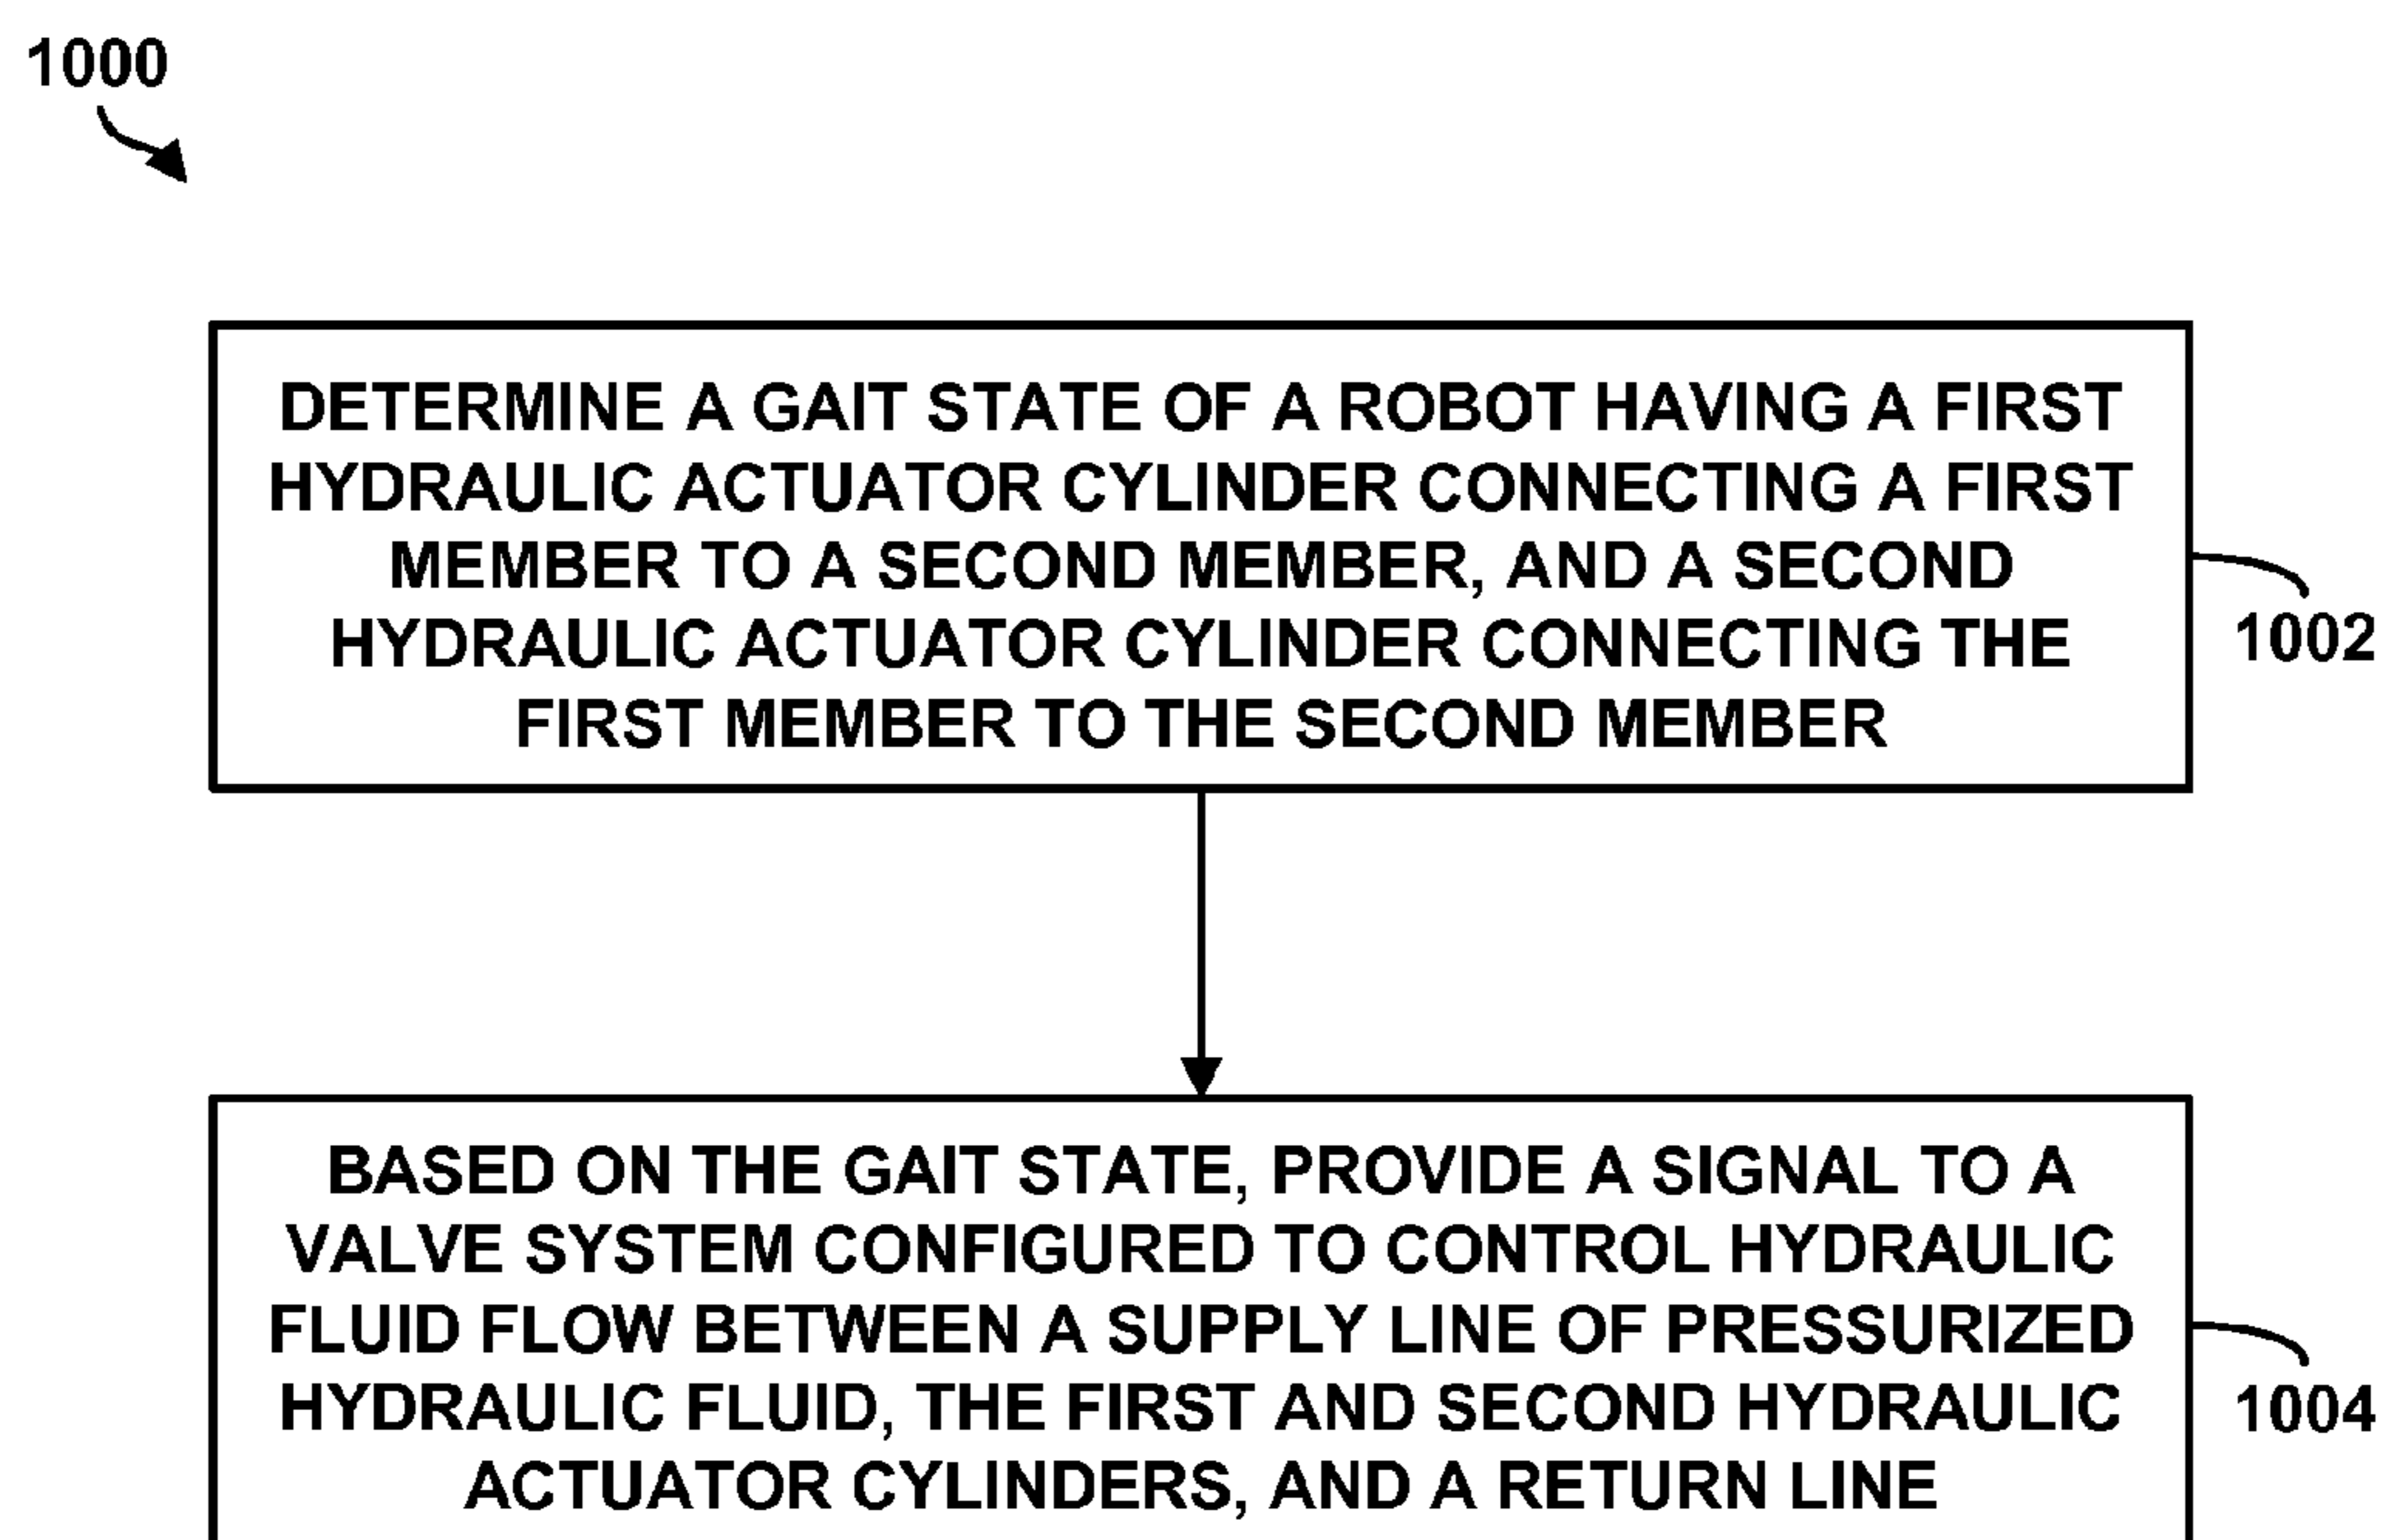 1000
DETERMINE A GAIT STATE OF A ROBOT HAVING A FIRST
HYDRAULIC ACTUATOR CYLINDER CONNECTING A FIRST
MEMBER TO A SECOND MEMBER, AND A SECOND
HYDRAULIC ACTUATOR CYLINDER CONNECTING THE
FIRST MEMBER TO THE SECOND MEMBER
1002
BASED ON THE GAIT STATE, PROVIDE A SIGNAL TO A
VALVE SYSTEM CONFIGURED TO CONTROL HYDRAULIC
FLUID FLOW BETWEEN A SUPPLY LINE OF PRESSURIZED
HYDRAULIC FLUID, THE FIRST AND SECOND HYDRAULIC
ACTUATOR CYLINDERS, AND A RETURN LINE
1004